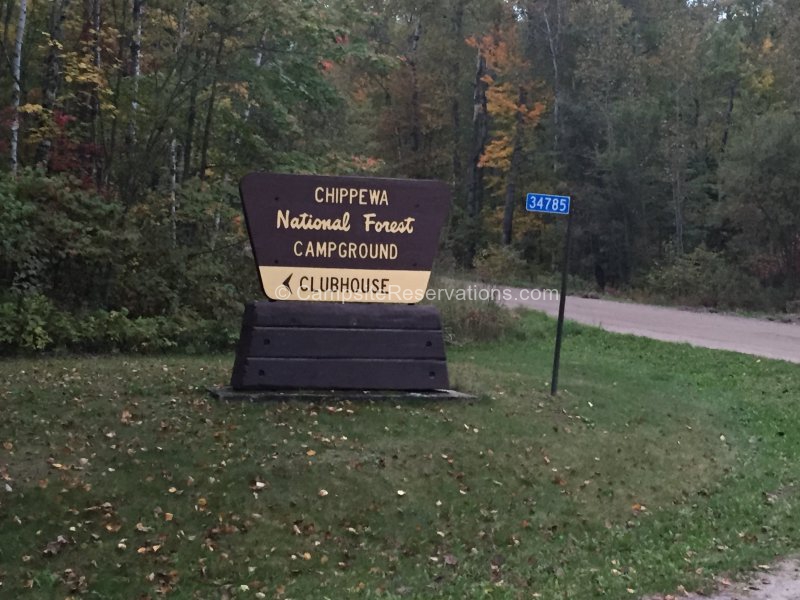 CHIPPEWA
National Forest
CAMPGROUND
CLUBHOUSE
© CampsiteReservations.com
34785